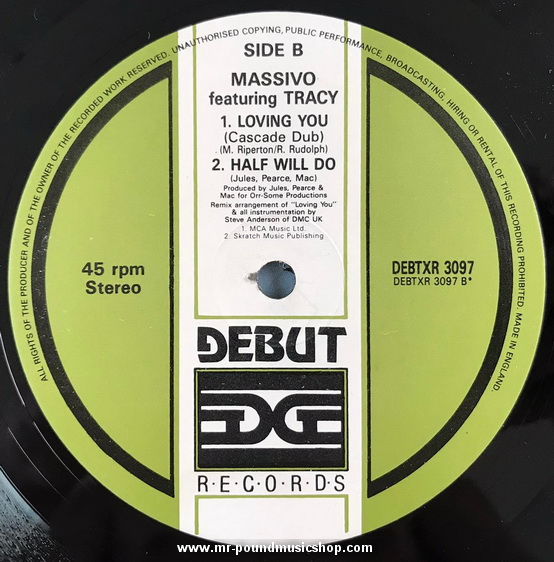 ALL RIGHTS OF THE PRODUCER AND OF THE OWNER OF THE RECORDED WORK RESERVED. UNAUTHORISED COPYING, PUBLIC PERFORMANCE, BROADCASTING, HIRING OR RENTAL OF THIS RECORDING PROHIBITED. MADE IN ENGLAND.
SIDE B
MASSIVO
featuring TRACY
1. LOVING YOU
(Cascade Dub)
(M. Riperton/R. Rudolph)
2. HALF WILL DO
(Jules, Pearce, Mac)
Produced by Jules, Pearce &
Mac for Orr-Some Productions
Remix arrangement of "Loving You"
& all instrumentation by
Steve Anderson of DMC UK
1. MCA Music Ltd.
2. Skratch Music Publishing
45 rpm
Stereo
DEBTXR 3097
DEBTXR 3097 B*
DEBUT
R·E·C·O·R·D·S
www.mr-poundmusicshop.com